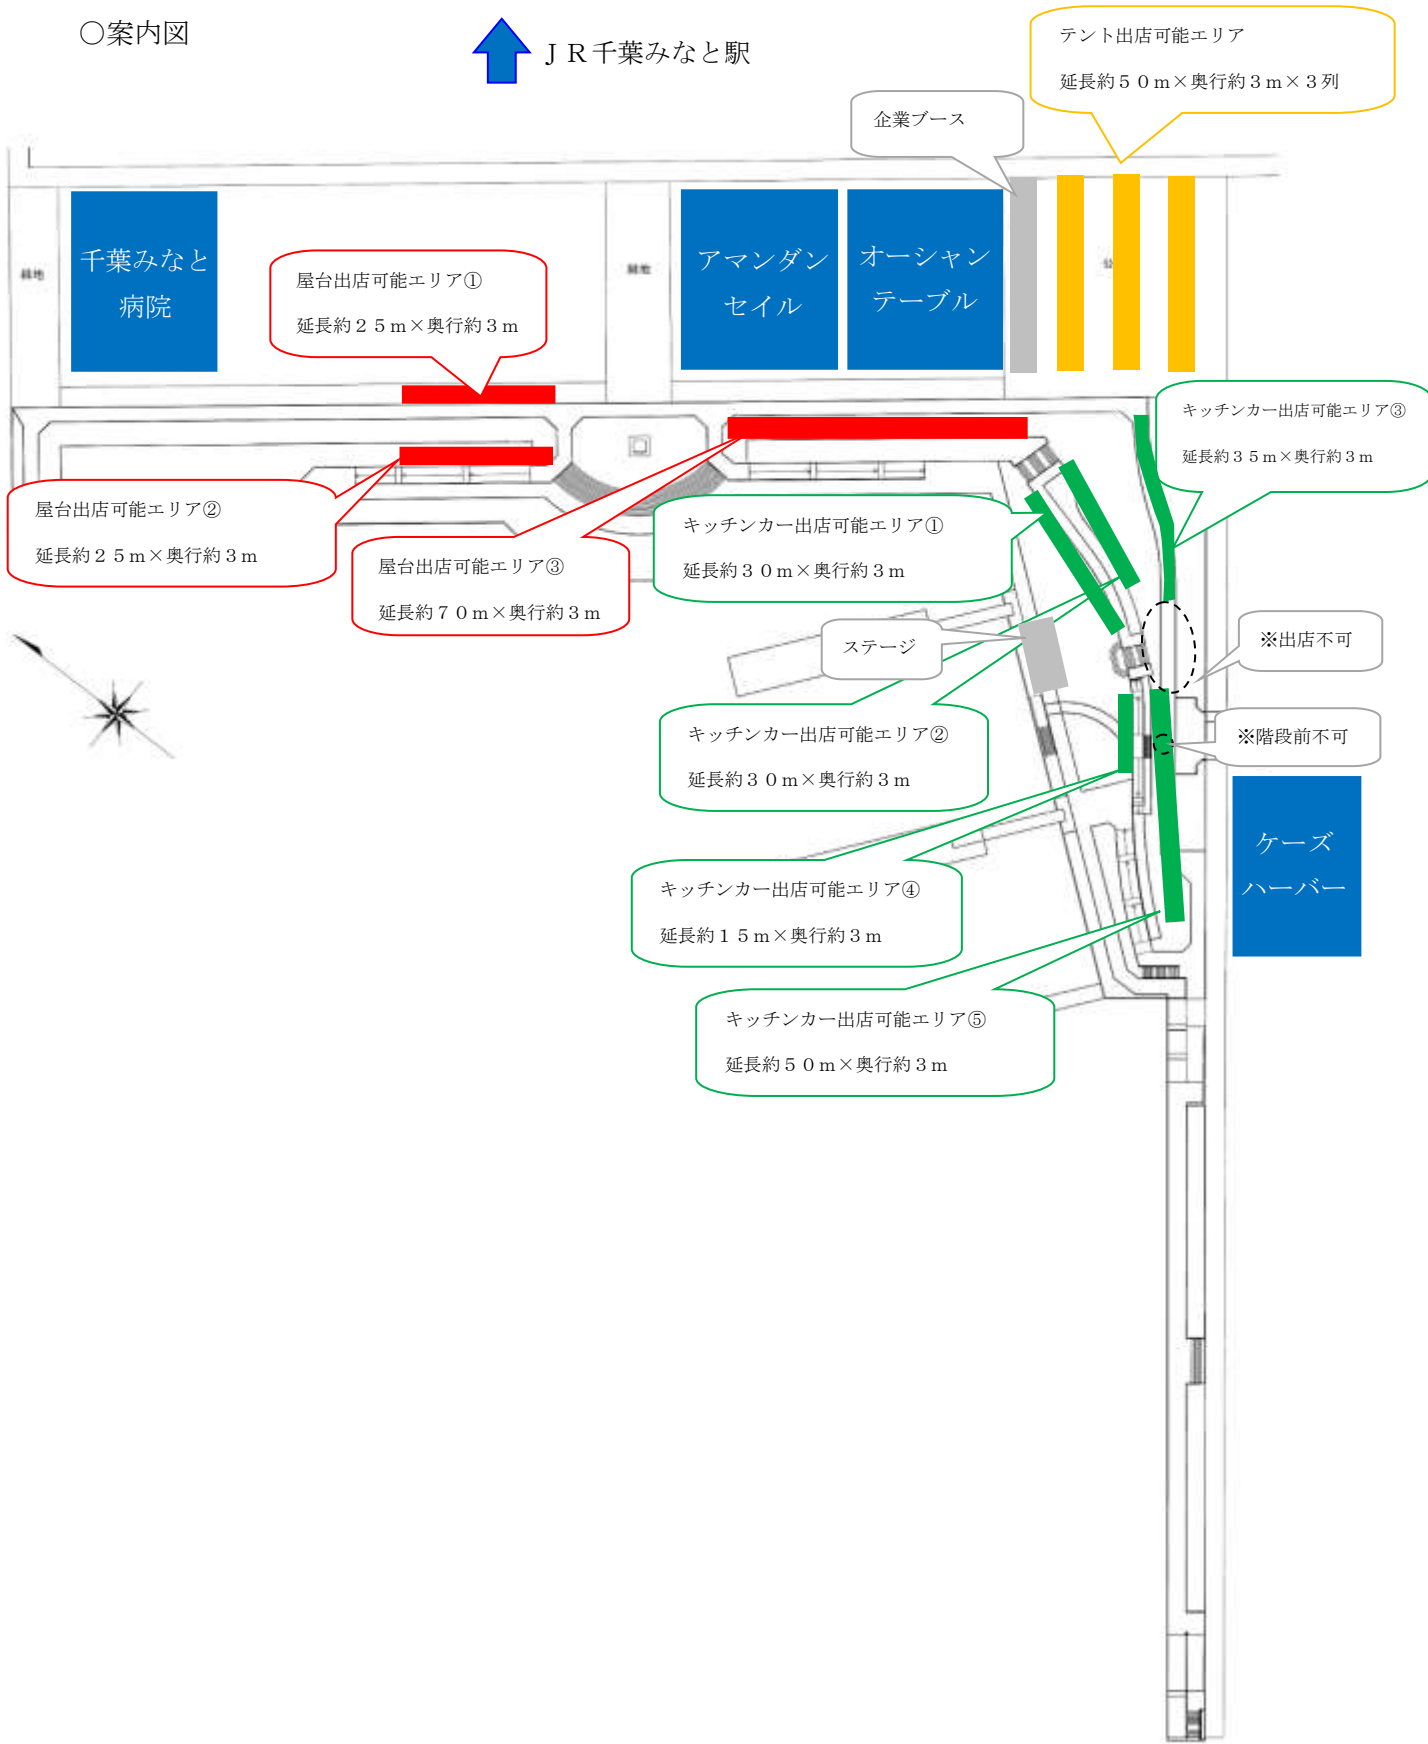 ○案内図
ＪＲ千葉みなと駅
テント出店可能エリア
延長約５０ｍ×奥行約３ｍ×３列
企業ブース
千葉みなと
病院
屋台出店可能エリア①
延長約２５ｍ×奥行約３ｍ
アマンダン
セイル
オーシャン
テーブル
緑地
緑地
公
キッチンカー出店可能エリア③
延長約３５ｍ×奥行約３ｍ
屋台出店可能エリア②
延長約２５ｍ×奥行約３ｍ
屋台出店可能エリア③
延長約７０ｍ×奥行約３ｍ
キッチンカー出店可能エリア①
延長約３０ｍ×奥行約３ｍ
ステージ
※出店不可
キッチンカー出店可能エリア②
延長約３０ｍ×奥行約３ｍ
※階段前不可
ケーズ
ハーバー
キッチンカー出店可能エリア④
延長約１５ｍ×奥行約３ｍ
キッチンカー出店可能エリア⑤
延長約５０ｍ×奥行約３ｍ